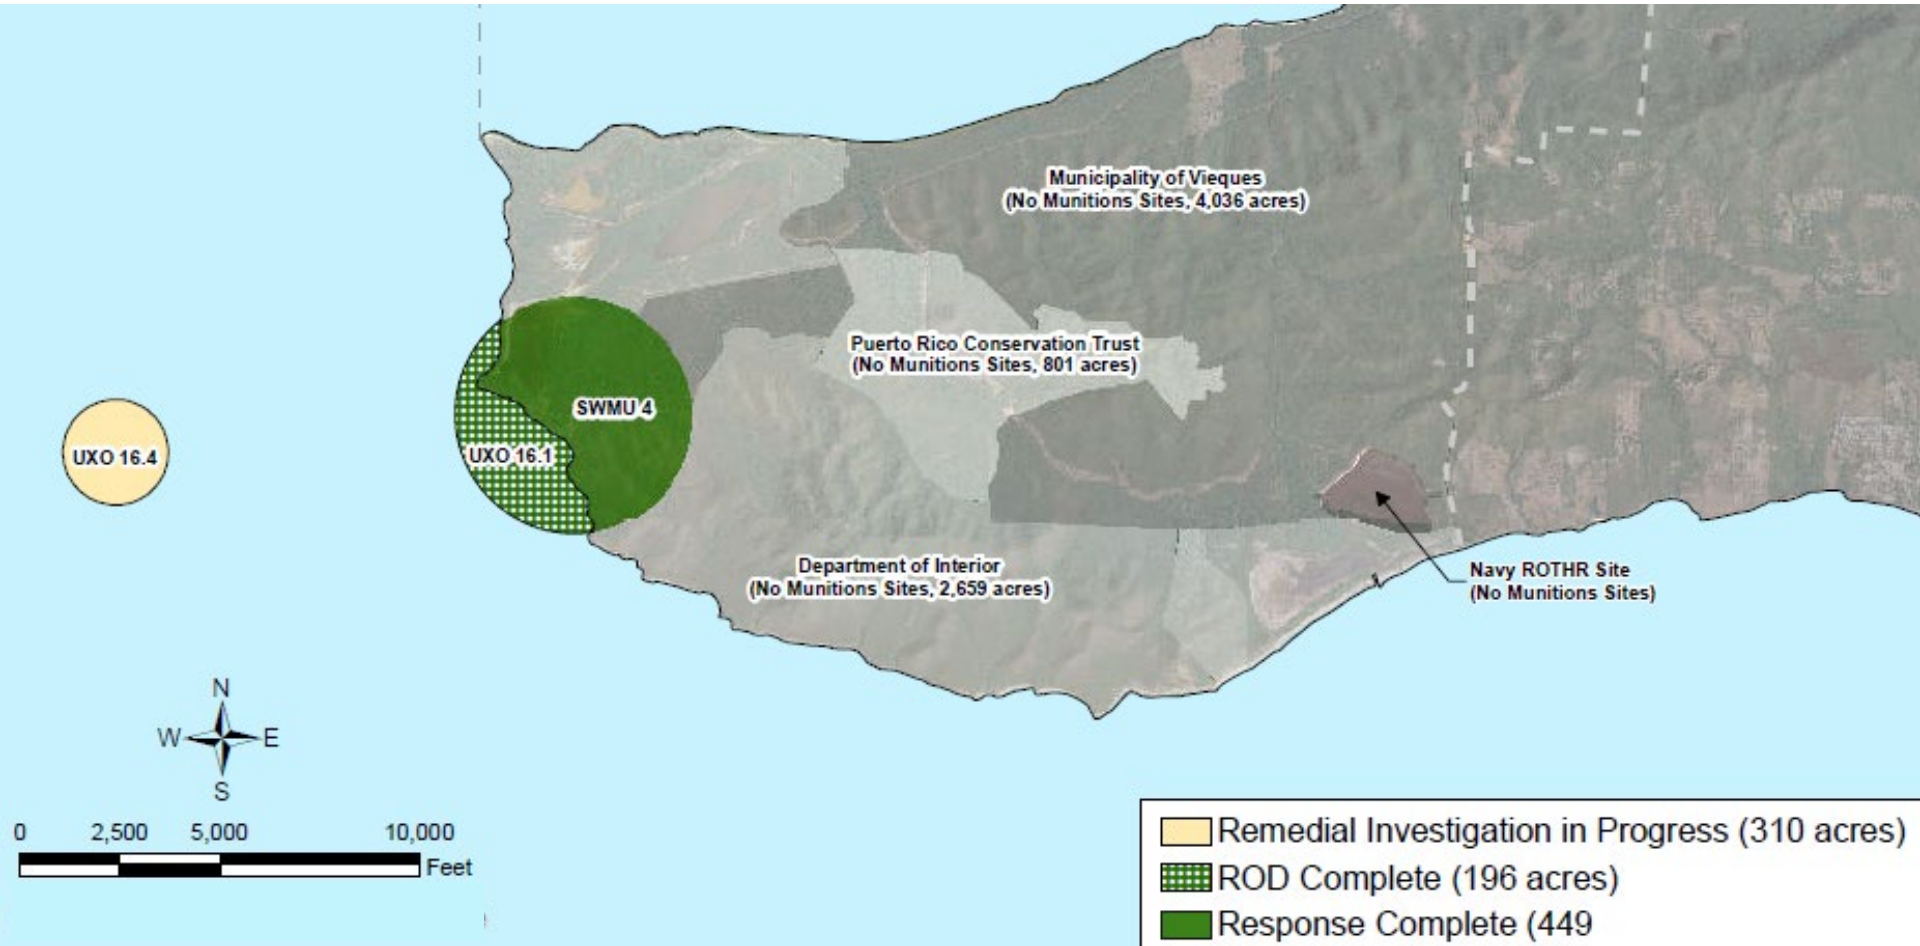 Municipality of Vieques
(No Munitions Sites, 4,036 acres)
Puerto Rico Conservation Trust
(No Munitions Sites, 801 acres)
SWMU 4
UXO 16.1
UXO 16.4
Department of Interior
(No Munitions Sites, 2,659 acres)
Navy ROTHR Site
(No Munitions Sites)
N
W E
S
0 2,500 5,000 10,000
Feet
Remedial Investigation in Progress (310 acres)
ROD Complete (196 acres)
Response Complete (449